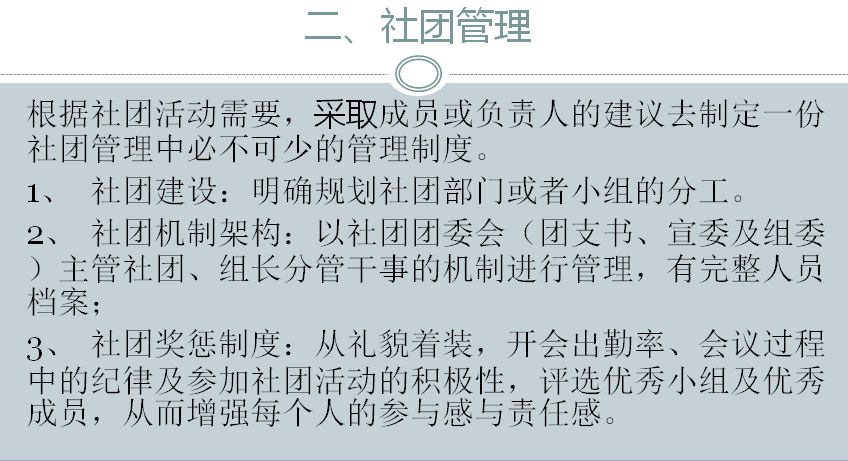 二、社团管理
根据社团活动需要，采取成员或负责人的建议去制定一份
社团管理中必不可少的管理制度。
1、 社团建设：明确规划社团部门或者小组的分工。
2、 社团机制架构：以社团团委会（团支书、宣委及组委
）主管社团、组长分管干事的机制进行管理，有完整人员
档案；
3、 社团奖惩制度：从礼貌着装，开会出勤率、会议过程
中的纪律及参加社团活动的积极性，评选优秀小组及优秀
成员，从而增强每个人的参与感与责任感。